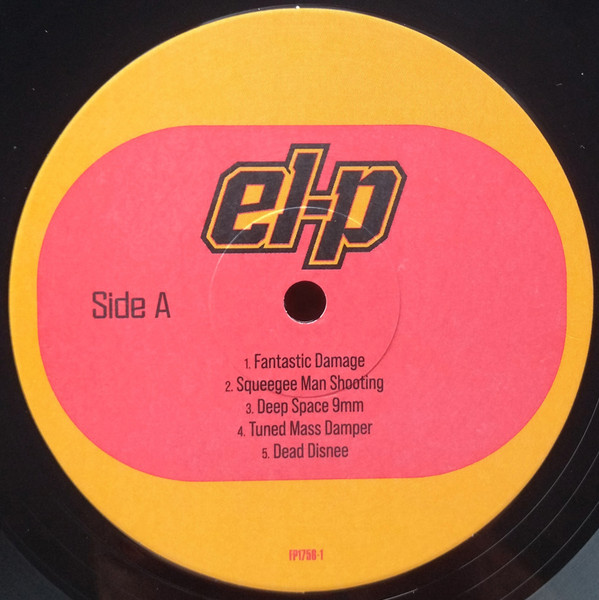 el-p
Side A
1. Fantastic Damage
2. Squeegee Man Shooting
3. Deep Space 9mm
4. Tuned Mass Damper
5. Dead Disnee
FP1756-1